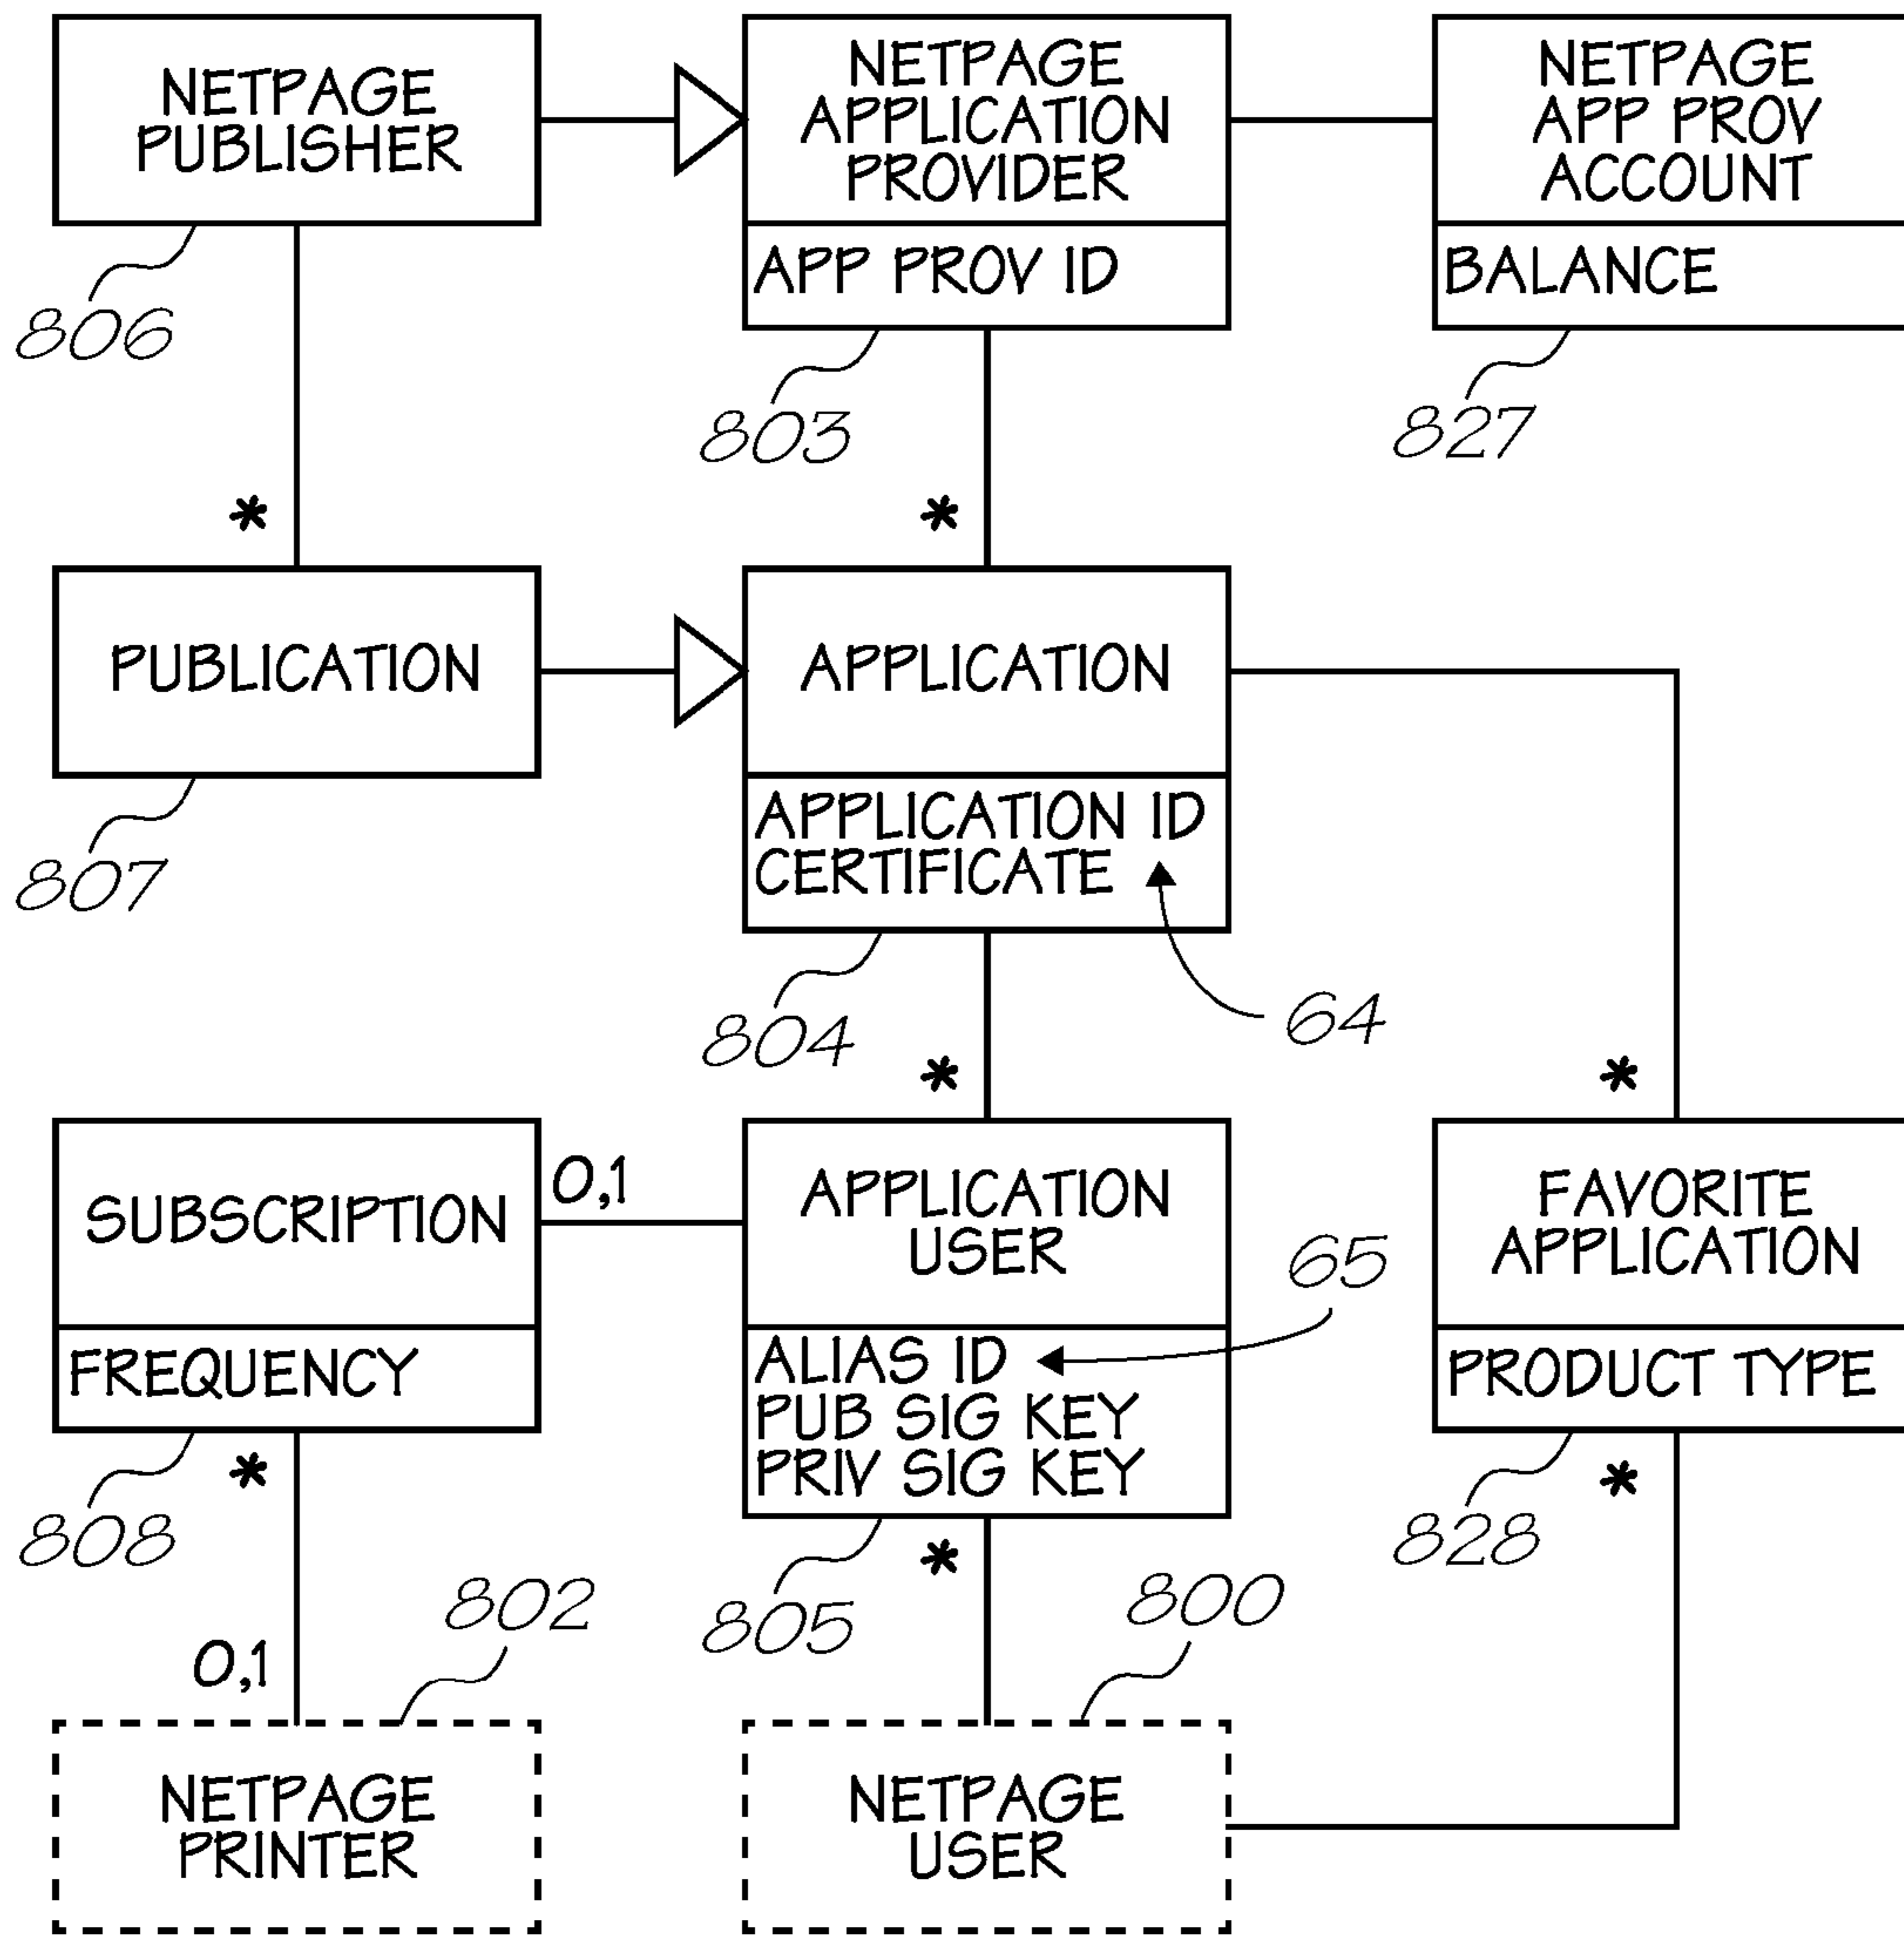 NETPAGE
PUBLISHER
NETPAGE
APPLICATION
PROVIDER
NETPAGE
APP PROV
ACCOUNT
APP PROV ID
BALANCE
806
803
827
*
*
PUBLICATION
APPLICATION
APPLICATION ID
CERTIFICATE
807
804
64
*
*
SUBSCRIPTION
0,1
APPLICATION
USER
FAVORITE
APPLICATION
65
FREQUENCY
ALIAS ID
PUB SIG KEY
PRIV SIG KEY
PRODUCT TYPE
808
*
805
*
828
*
802
800
0,1
NETPAGE
PRINTER
NETPAGE
USER